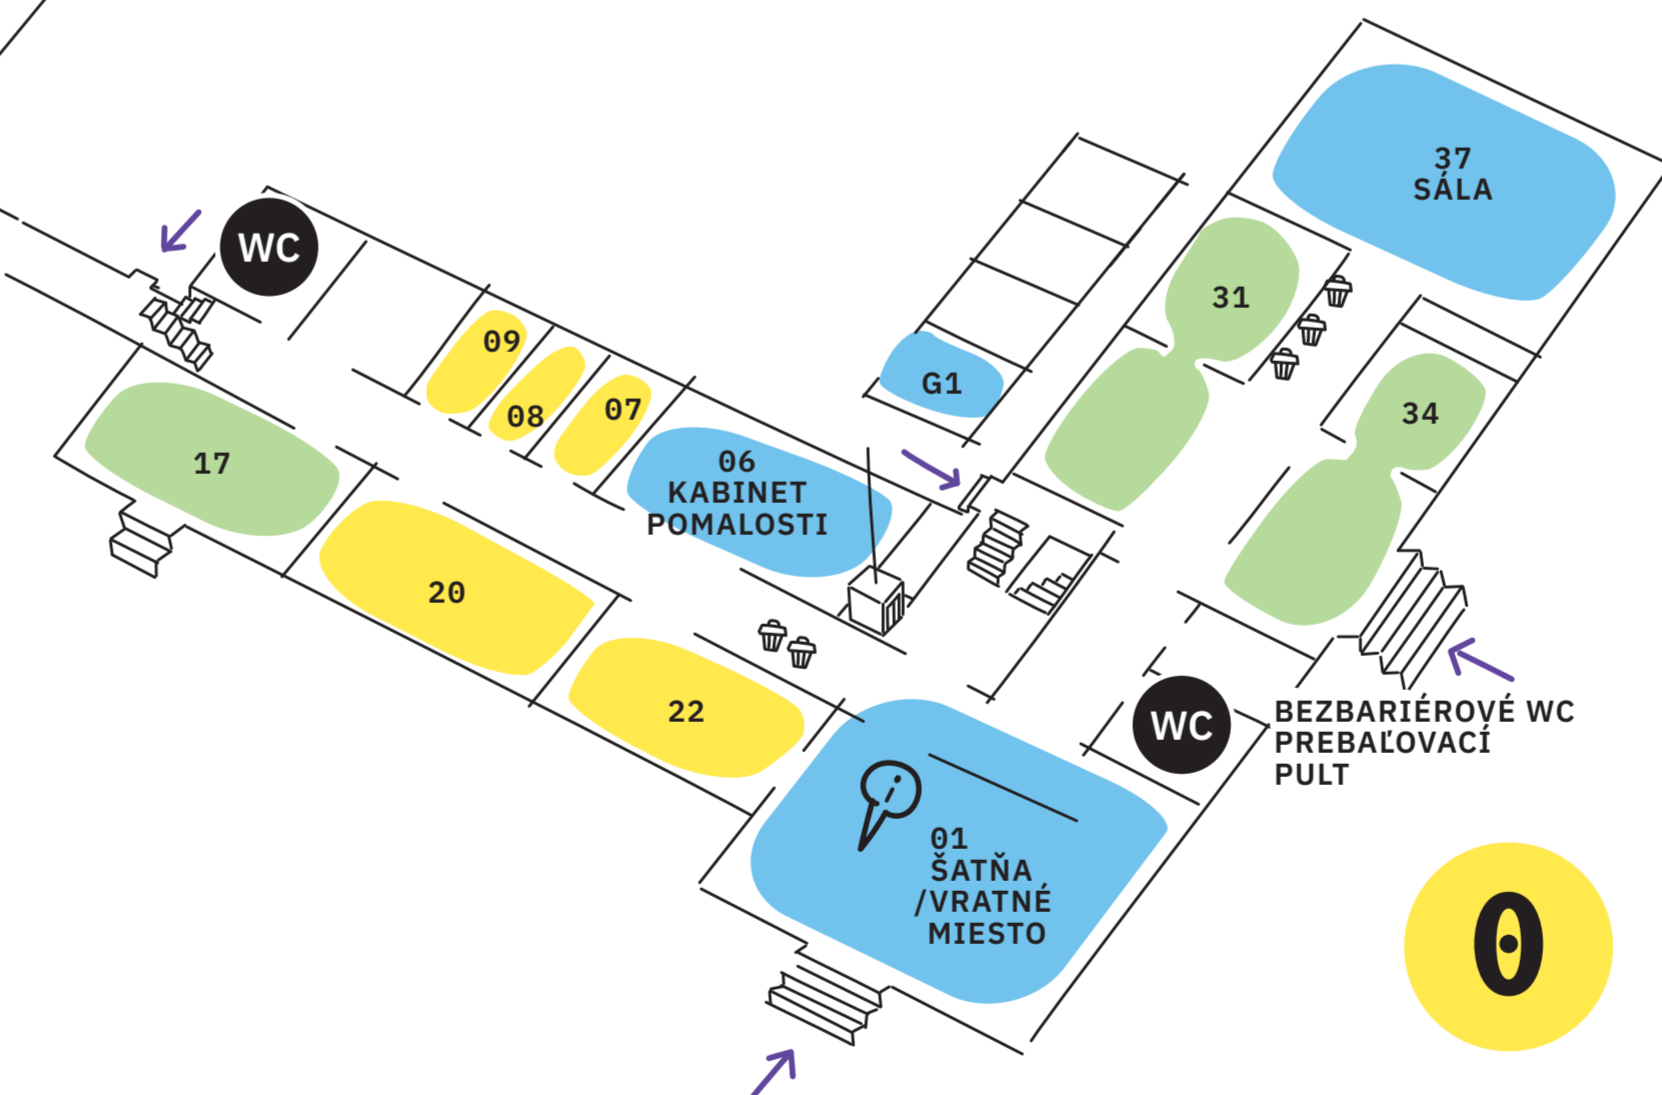 37
SÁLA
WC
31
09
G1
08
07
34
06
KABINET
POMALOSTI
17
20
22
WC
BEZBARIÉROVÉ WC
PREBAĽOVACÍ
PULT
i
01
ŠATŇA
/VRATNÉ
MIESTO
0